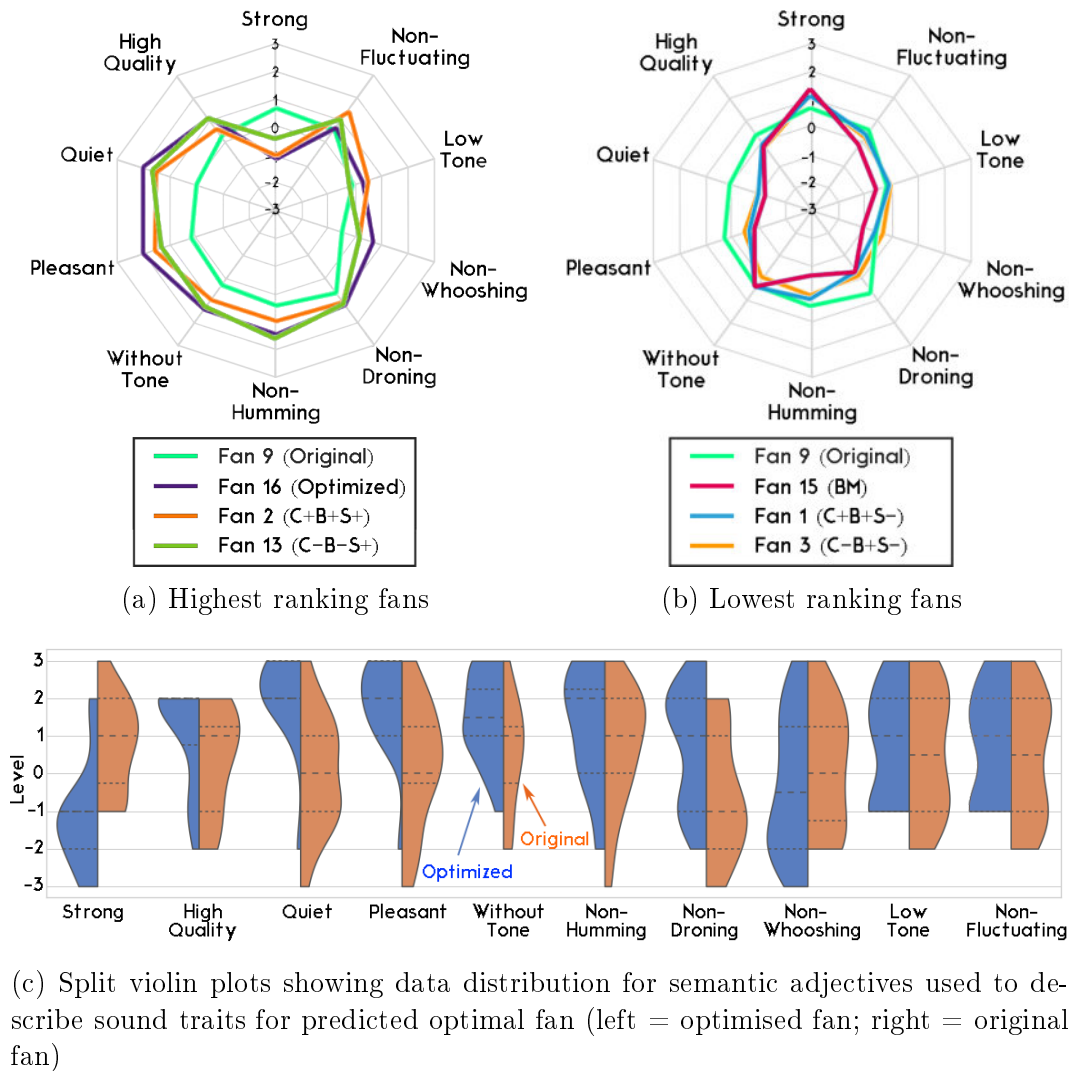 Strong
High
Quality
Non-
Fluctuating
3
2
1
0
-1
-2
-3
Quiet
Low
Tone
Pleasant
Non-
Whooshing
Without
Tone
Non-
Humming
Non-
Droning
Fan 9 (Original)
Fan 16 (Optimized)
Fan 2 (C+B+S+)
Fan 13 (C−B−S+)
(a) Highest ranking fans
Strong
High
Quality
Non-
Fluctuating
3
2
1
0
-1
-2
-3
Quiet
Low
Tone
Pleasant
Non-
Whooshing
Without
Tone
Non-
Humming
Non-
Droning
Fan 9 (Original)
Fan 15 (BM)
Fan 1 (C+B+S−)
Fan 3 (C−B+S−)
(b) Lowest ranking fans
Level
3
2
1
0
-1
-2
-3
Original
Optimized
Strong
High
Quality
Quiet
Pleasant
Without
Tone
Non-
Humming
Non-
Droning
Non-
Whooshing
Low
Tone
Non-
Fluctuating
(c) Split violin plots showing data distribution for semantic adjectives used to de-
scribe sound traits for predicted optimal fan (left = optimised fan; right = original
fan)